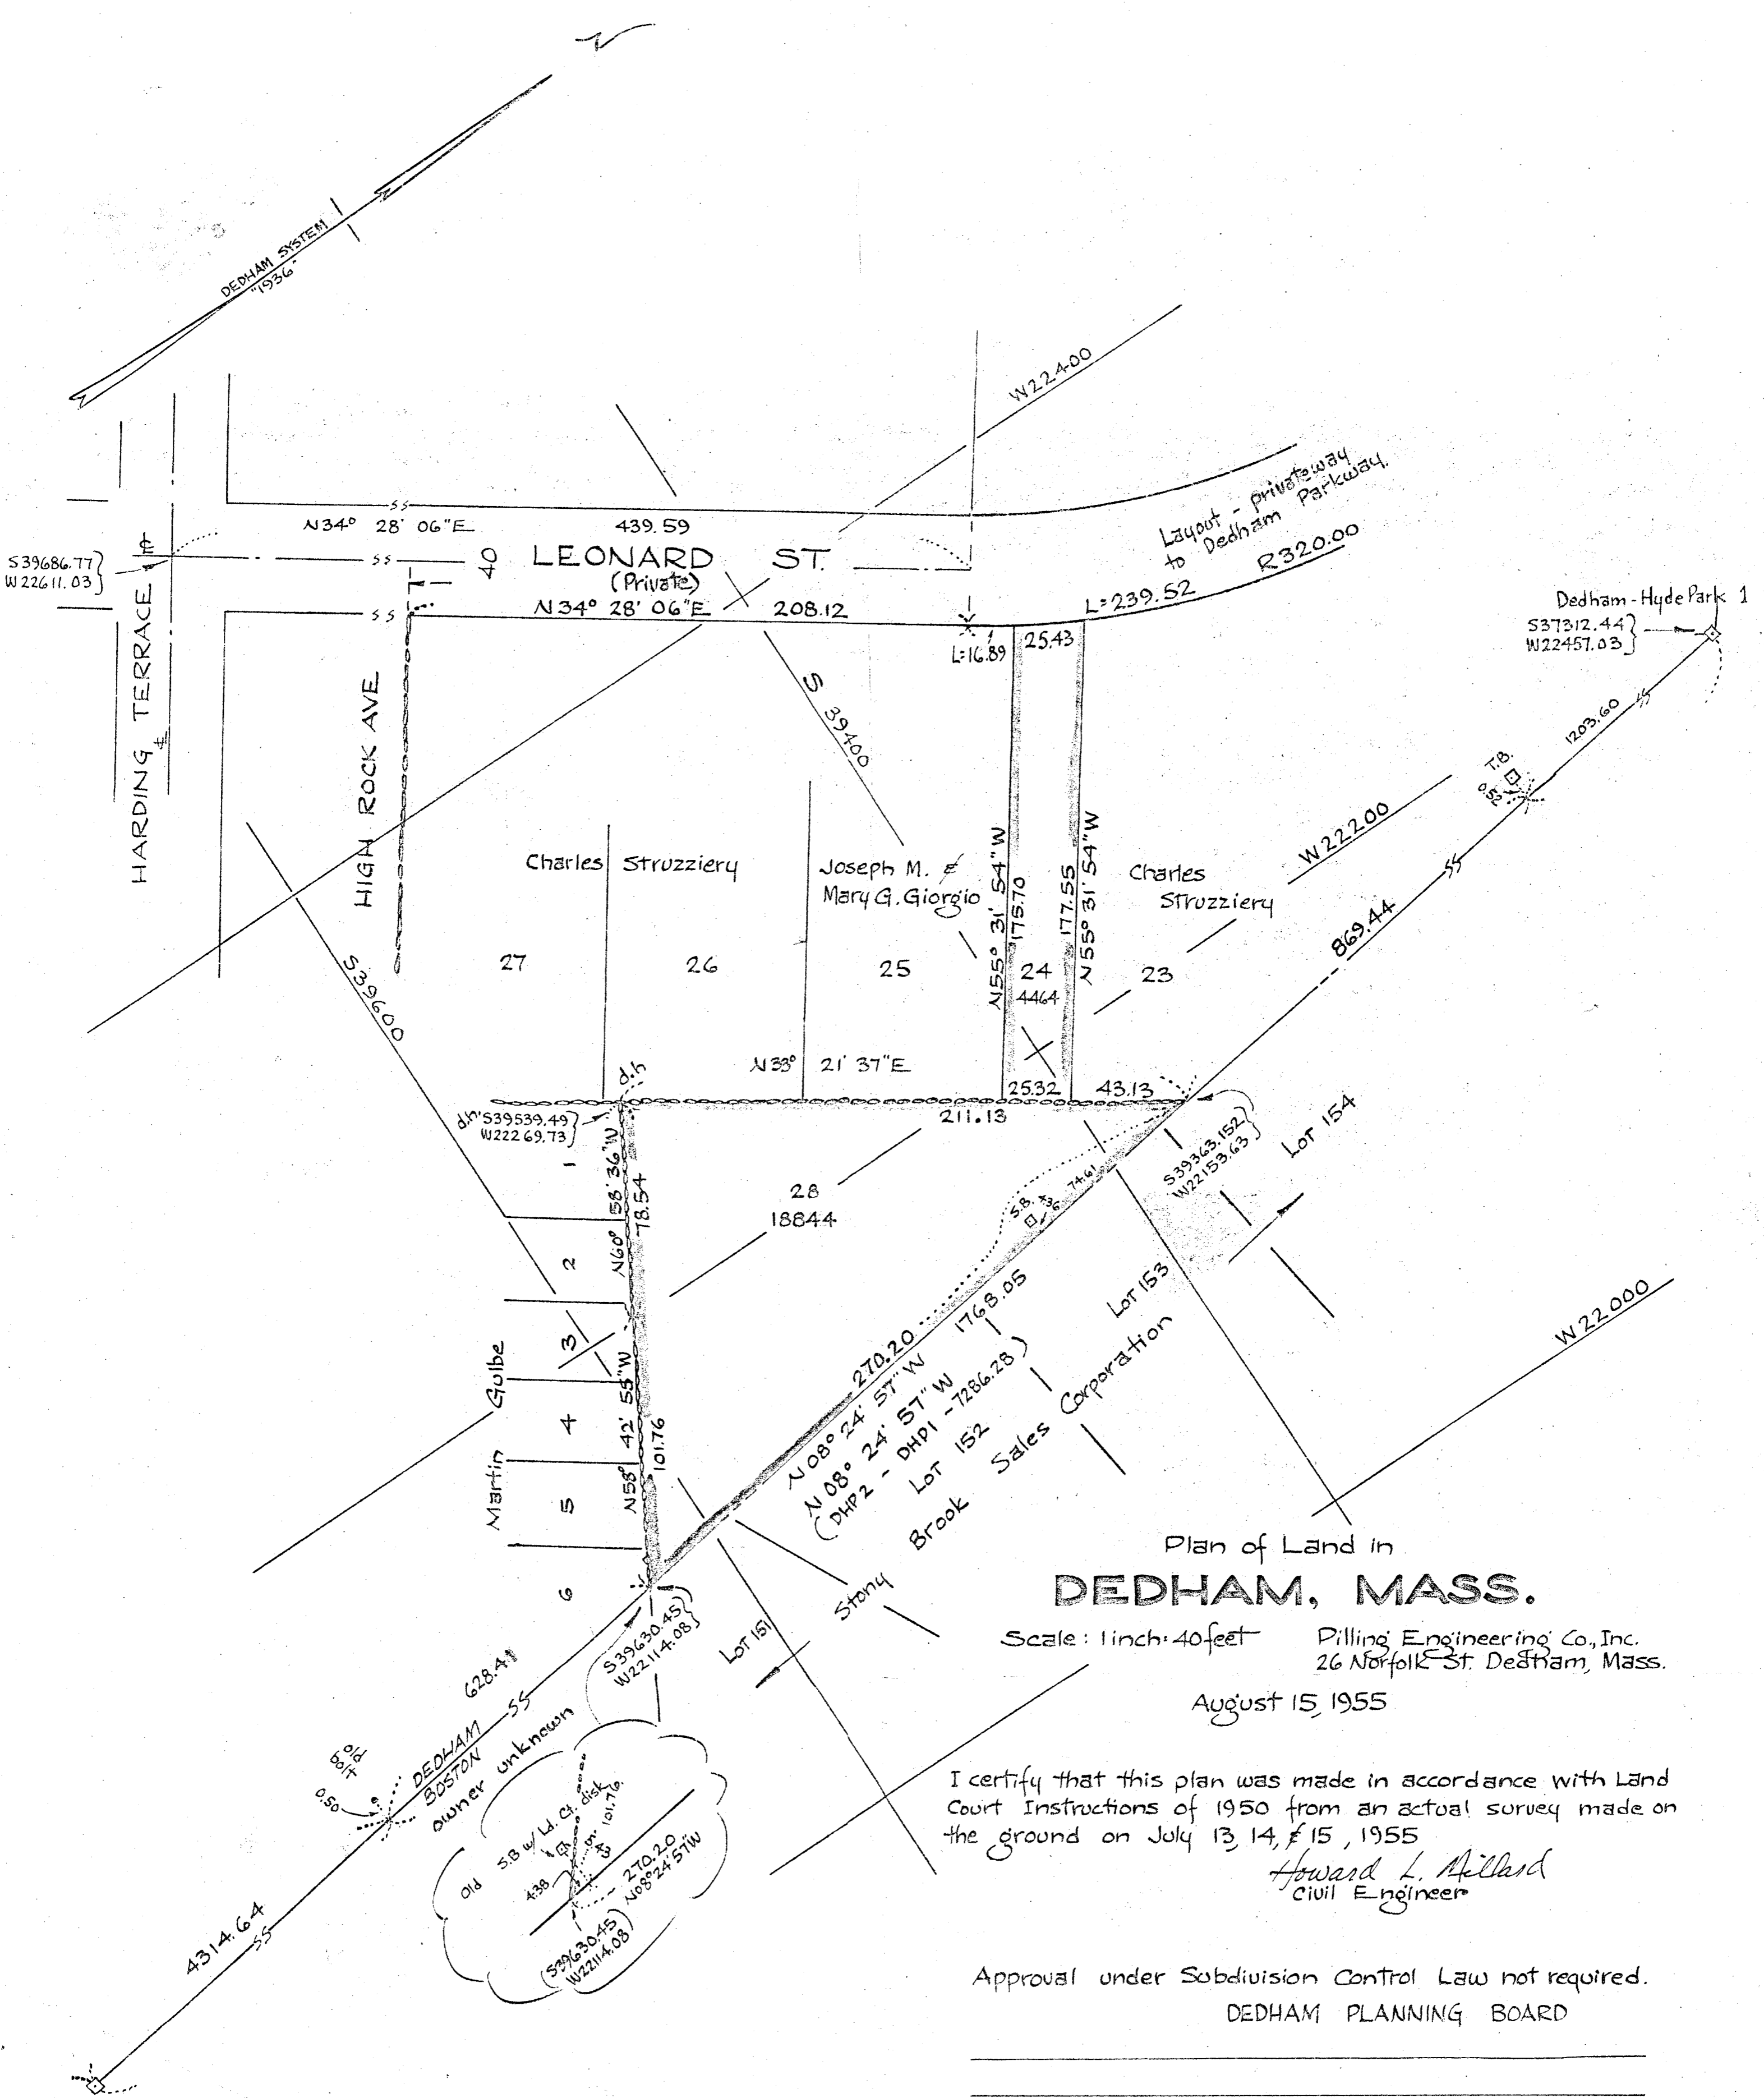 DEDHAM SYSTEM
"1936"
W22400
Layout - privateway
to Dedham Parkway.
R320.00
L=239.52
N34° 28' 06"E
439.59
S39686.77
W22611.03
40
LEONARD ST.
(Private)
N34° 28' 06"E
208.12
L=16.89
25.43
HARDING TERRACE
HIGH ROCK AVE
S 39400
Dedham-Hyde Park 1
S37312.44
W22457.03
1203.60
T.B.
0.52
W22200
869.44
Charles Struzziery
Joseph M. &
Mary G. Giorgio
Charles
Struzziery
N55° 31' 54"W
175.70
177.55
N55° 31' 54"W
27
26
25
24
4464
23
S39600
N33° 21' 37"E
25.32
43.13
211.13
d.h.
d.h.
S39539.49
W22269.73
S39363.152
W22153.63
Lot 154
1
N60° 58' 36"W
78.54
28
18844
S.B.
74.61
2
3
4
5
6
Martin Gulbe
N58° 42' 55"W
101.76
270.20
1768.05
N08° 24' 57"W
N08° 24' 57"W
(DHP2 - DHP1 - 7286.28)
Lot 153
Lot 152
Lot 151
Stony Brook Sales Corporation
W22000
S39630.45
W22114.08
628.41
DEDHAM
BOSTON
owner unknown
0.50
4314.64
Old S.B w/ Ld. Ct. disk
101.76
4.38
270.20
N08°24'57"W
(S39630.45
W22114.08)
Plan of Land in
DEDHAM, MASS.
Scale: 1inch=40feet
Pilling Engineering Co., Inc.
26 Norfolk St. Dedham, Mass.
August 15, 1955
I certify that this plan was made in accordance with Land
Court Instructions of 1950 from an actual survey made on
the ground on July 13, 14, & 15, 1955
Howard L. Millard
Civil Engineer
Approval under Subdivision Control Law not required.
DEDHAM PLANNING BOARD